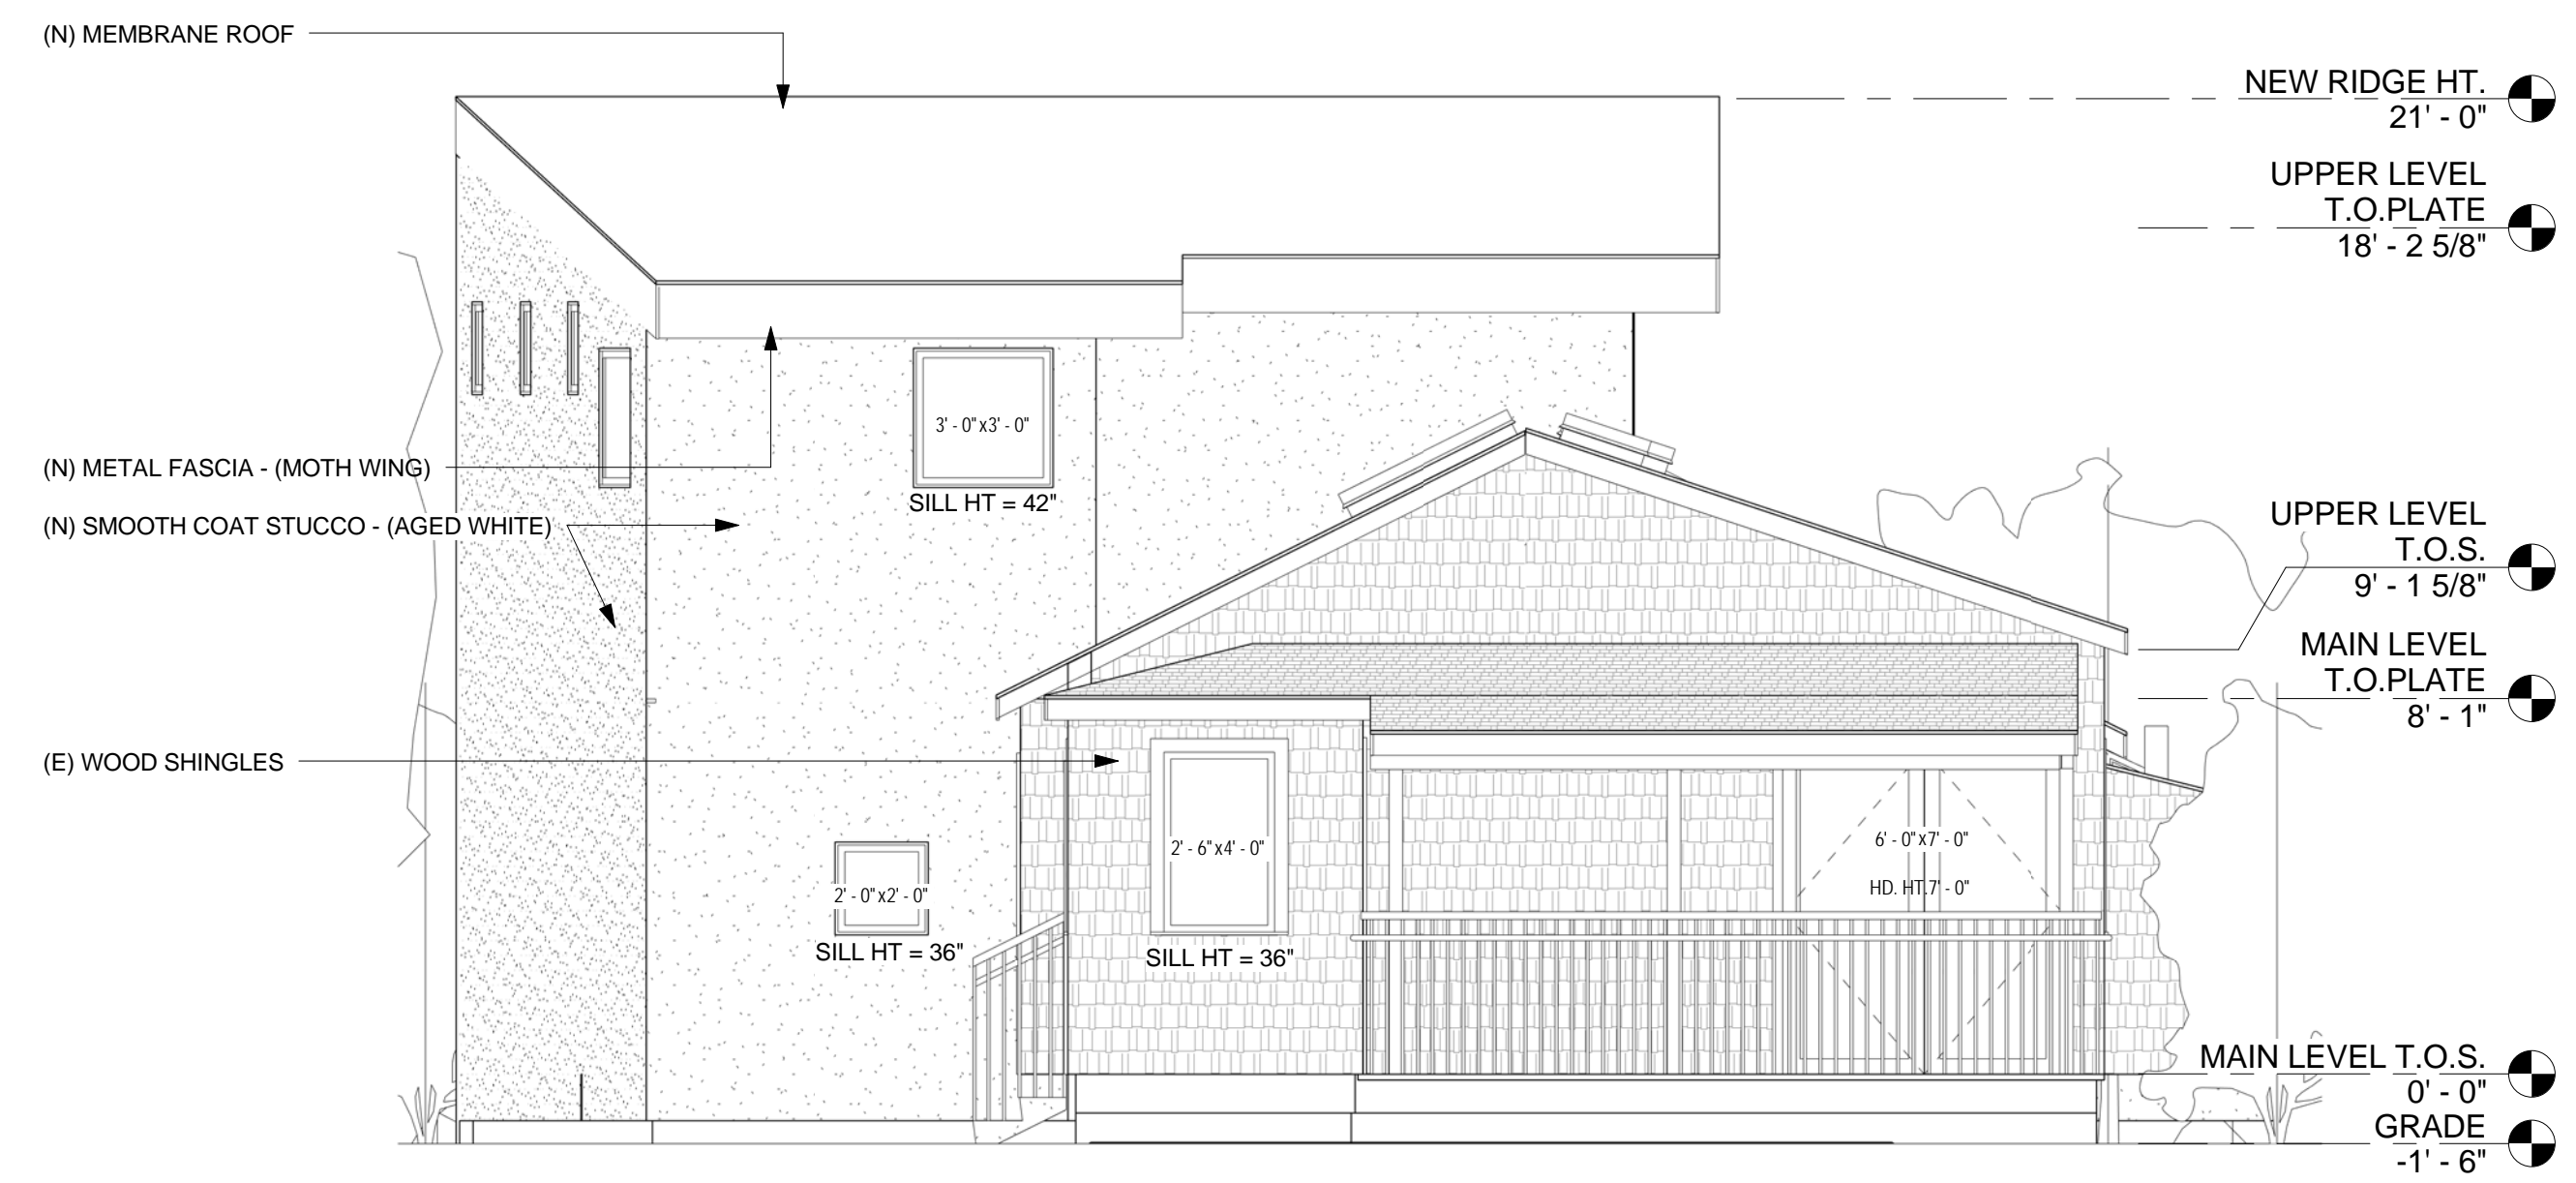 (N) MEMBRANE ROOF
NEW RIDGE HT.
21' - 0"
UPPER LEVEL
T.O.PLATE
18' - 2 5/8"
3' - 0"x3' - 0"
SILL HT = 42"
(N) METAL FASCIA - (MOTH WING)
(N) SMOOTH COAT STUCCO - (AGED WHITE)
UPPER LEVEL
T.O.S.
9' - 1 5/8"
MAIN LEVEL
T.O.PLATE
8' - 1"
(E) WOOD SHINGLES
2' - 0"x2' - 0"
SILL HT = 36"
2' - 6"x4' - 0"
SILL HT = 36"
6' - 0"x7' - 0"
HD. HT.7' - 0"
MAIN LEVEL T.O.S.
0' - 0"
GRADE
-1' - 6"